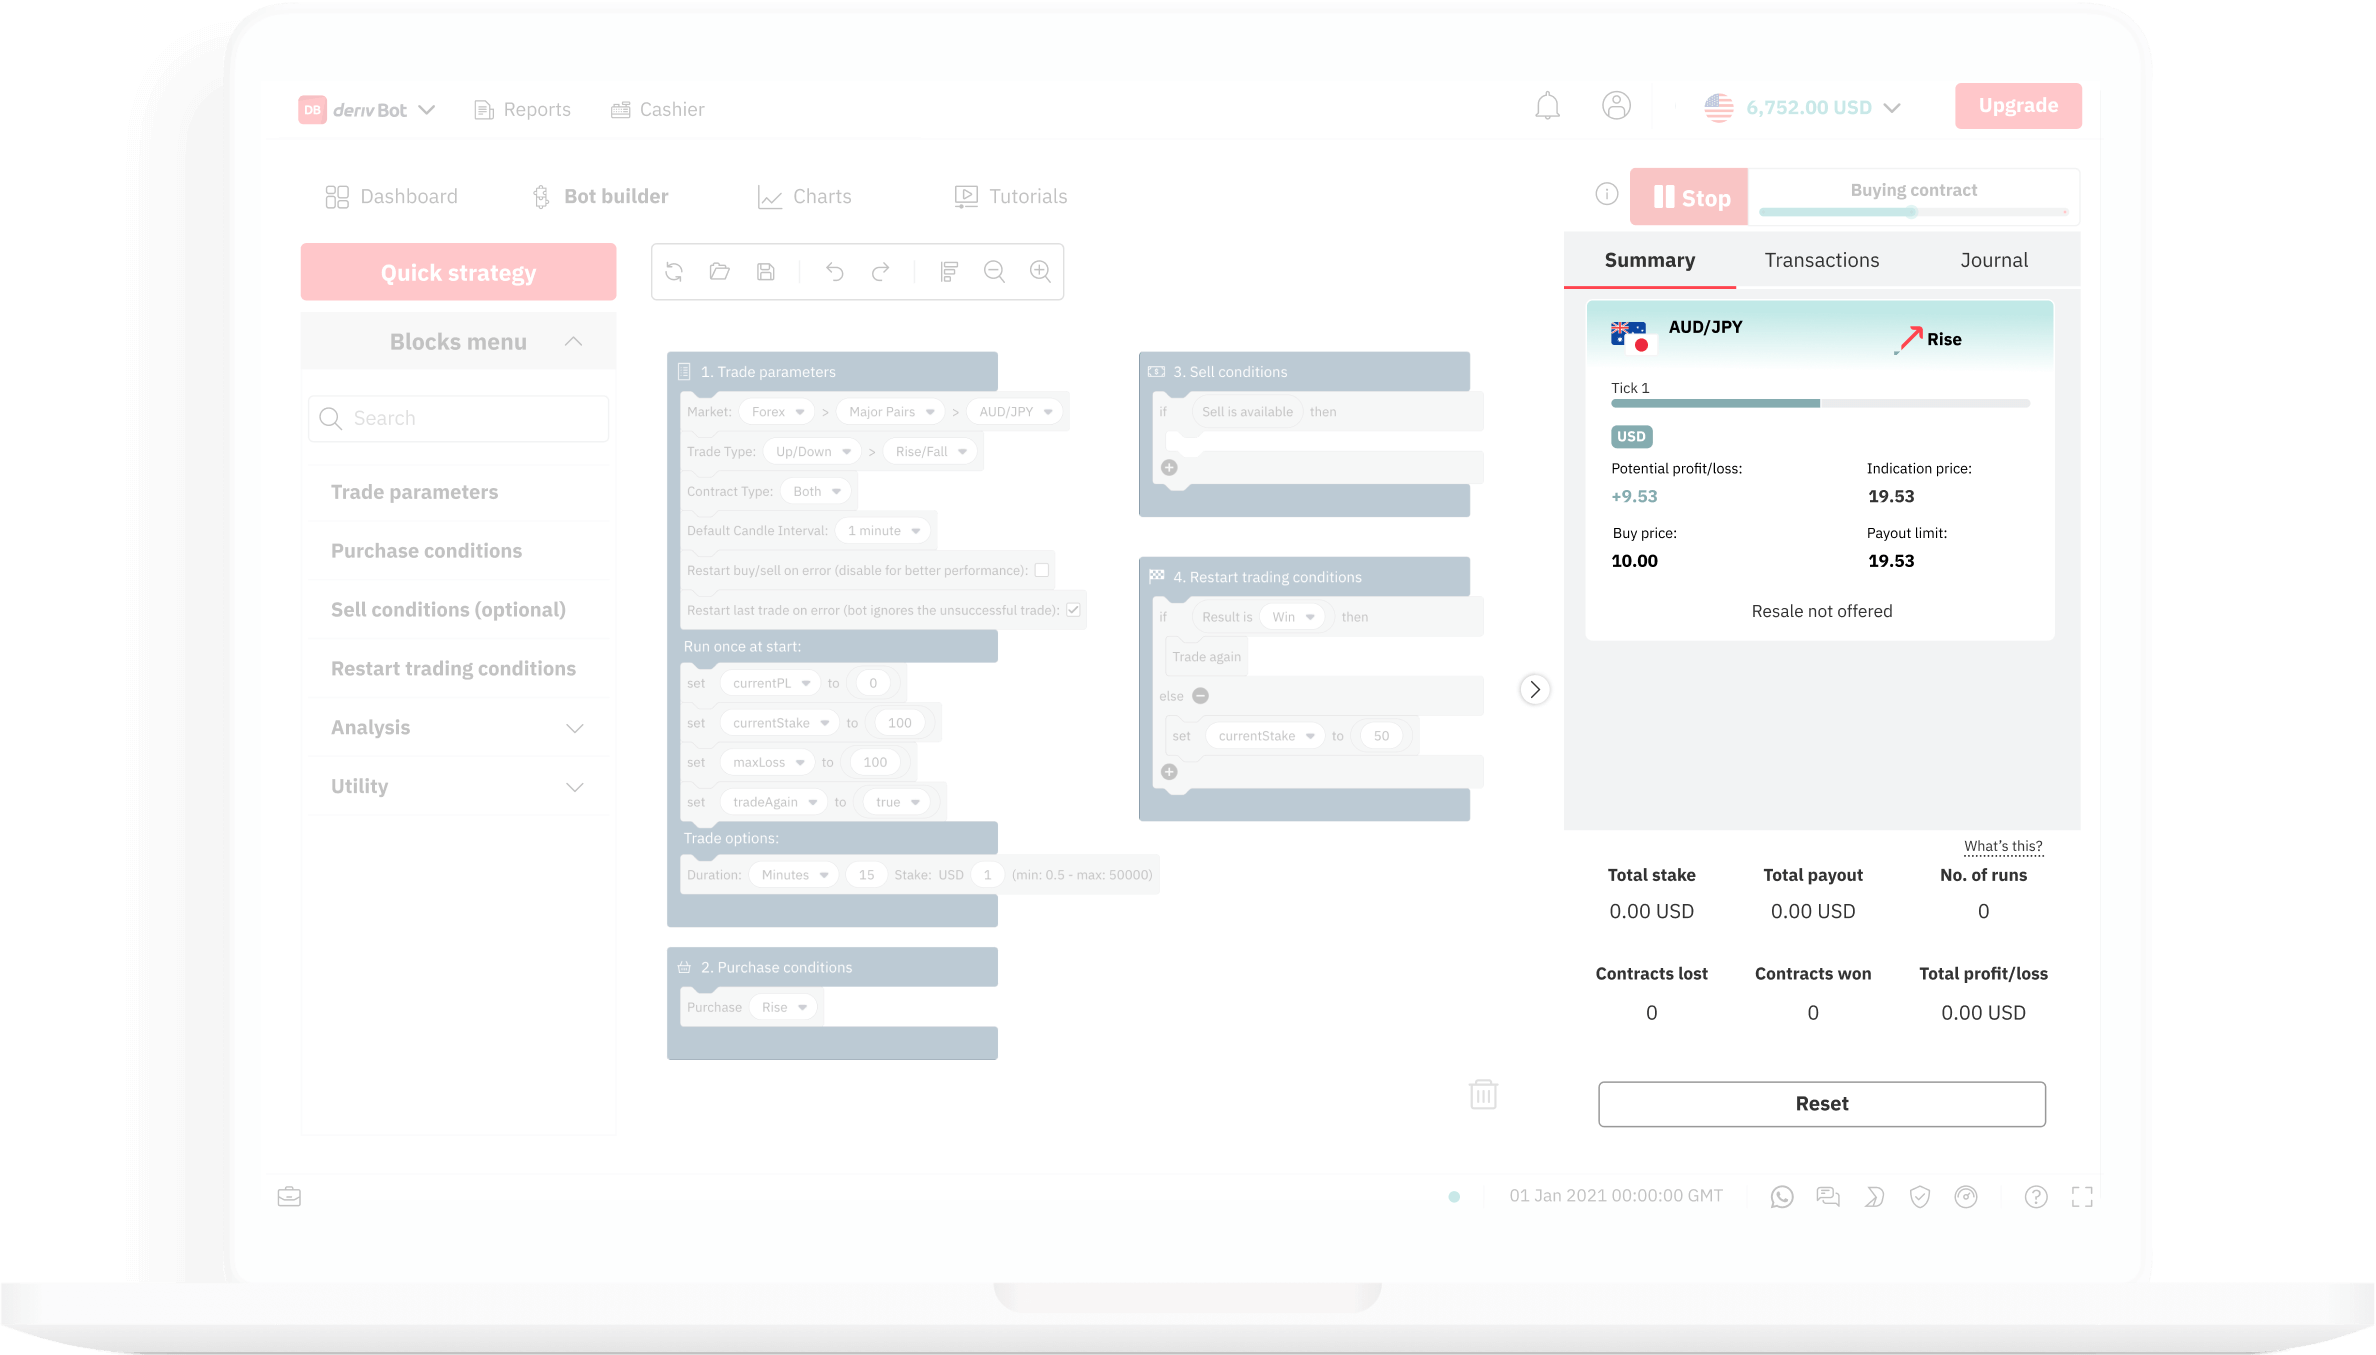 DB deriv Bot
Reports
Cashier
6,752.00 USD
Upgrade
Dashboard
Bot builder
Charts
Tutorials
Stop
Buying contract
Quick strategy
Blocks menu
Search
Trade parameters
Purchase conditions
Sell conditions (optional)
Restart trading conditions
Analysis
Utility
1. Trade parameters
Market: Forex > Major Pairs > AUD/JPY
Trade Type: Up/Down > Rise/Fall
Contract Type: Both
Default Candle Interval: 1 minute
Restart buy/sell on error (disable for better performance):
Restart last trade on error (bot ignores the unsuccessful trade):
Run once at start:
set currentPL to 0
set currentStake to 100
set maxLoss to 100
set tradeAgain to true
Trade options:
Duration: Minutes 15 Stake: USD 1 (min: 0.5 - max: 50000)
2. Purchase conditions
Purchase Rise
3. Sell conditions
if Sell is available then
4. Restart trading conditions
if Result is Win then
Trade again
else
set currentStake to 50
Summary
Transactions
Journal
AUD/JPY
Rise
Tick 1
USD
Potential profit/loss: Indication price:
+9.53 19.53
Buy price: Payout limit:
10.00 19.53
Resale not offered
What's this?
Total stake Total payout No. of runs
0.00 USD 0.00 USD 0
Contracts lost Contracts won Total profit/loss
0 0 0.00 USD
Reset
01 Jan 2021 00:00:00 GMT